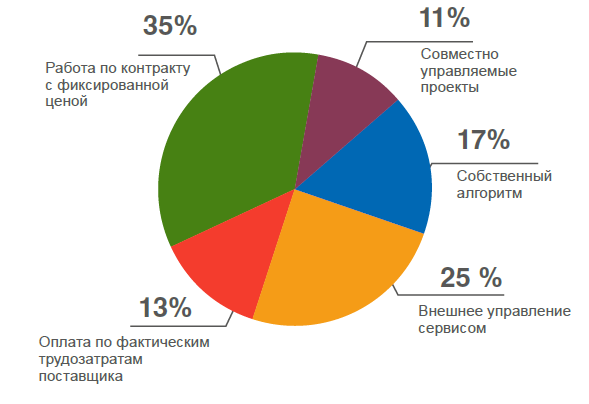 35%
Работа по контракту
с фиксированной
ценой
11%
Совместно
управляемые
проекты
17%
Собственный
алгоритм
25 %
Внешнее управление
сервисом
13%
Оплата по фактическим
трудозатратам
поставщика